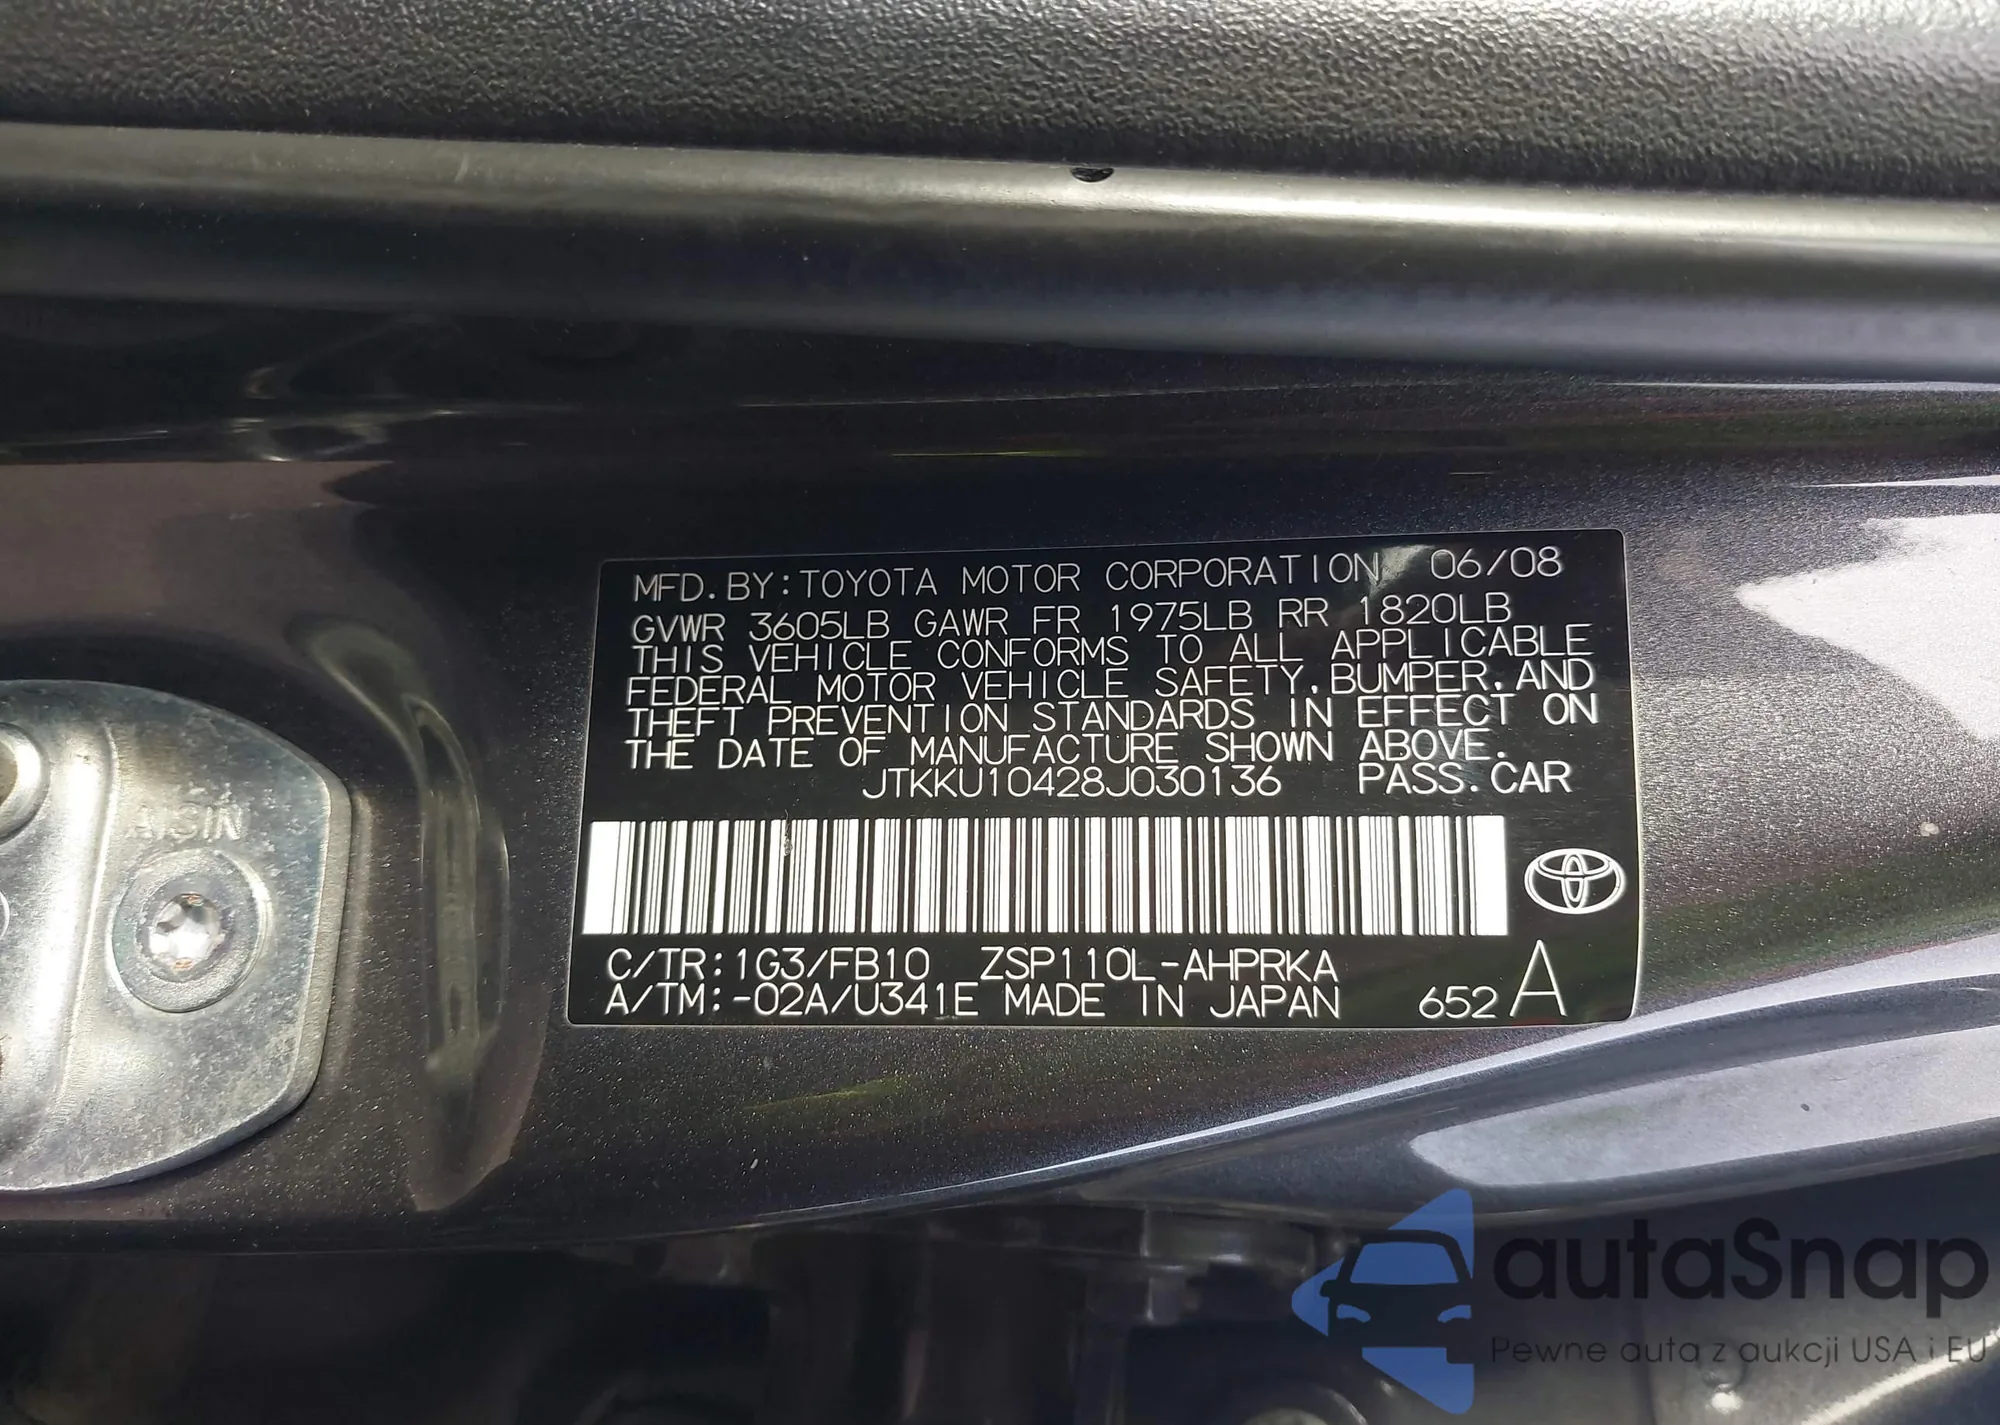 MFD. BY: TOYOTA MOTOR CORPORATION 06/08
GVWR 3605LB GAWR FR 1975LB RR 1820LB
THIS VEHICLE CONFORMS TO ALL APPLICABLE
FEDERAL MOTOR VEHICLE SAFETY, BUMPER, AND
THEFT PREVENTION STANDARDS IN EFFECT ON
THE DATE OF MANUFACTURE SHOWN ABOVE.
JTKKU10428J030136 PASS. CAR
C/TR: 1G3/FB10 ZSP110L-AHPRKA
A/TM: -02A/U341E MADE IN JAPAN 652 A
AISIN
autaSnap
Pewne auta z aukcji USA i EU